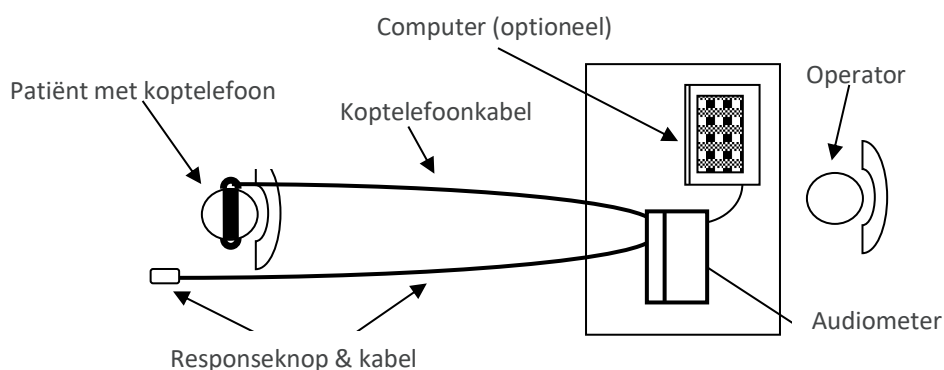 Computer (optioneel)
Operator
Patiënt met koptelefoon
Koptelefoonkabel
Audiometer
Responseknop & kabel